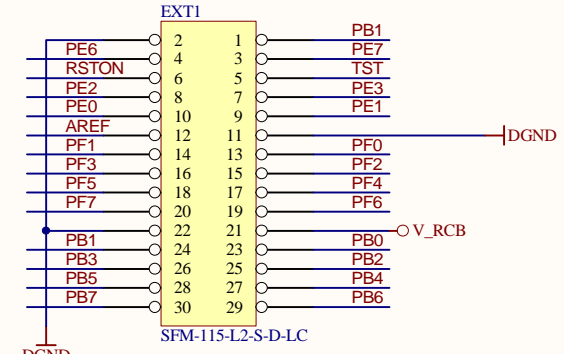 EXT1
2 1 PB1
PE6 4 3 PE7
RSTON 6 5 TST
PE2 8 7 PE3
PE0 10 9 PE1
AREF 12 11 DGND
PF1 14 13 PF0
PF3 16 15 PF2
PF5 18 17 PF4
PF7 20 19 PF6
22 21 V_RCB
PB1 24 23 PB0
PB3 26 25 PB2
PB5 28 27 PB4
PB7 30 29 PB6
SFM-115-L2-S-D-LC
DGND